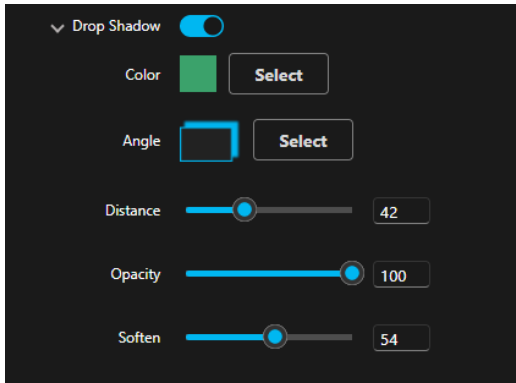 Drop Shadow
Color Select
Angle Select
Distance 42
Opacity 100
Soften 54